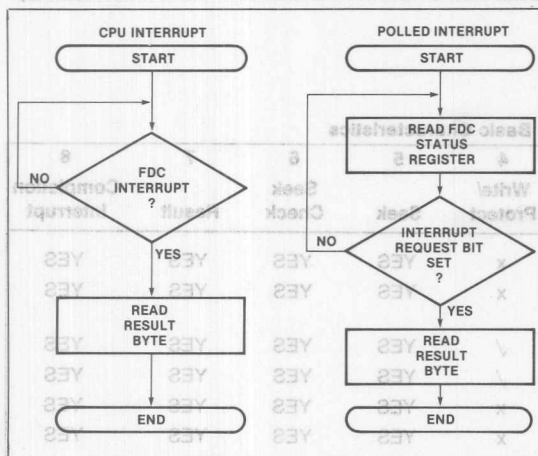 CPU INTERRUPT
START
FDC
INTERRUPT
?
NO
YES
READ
RESULT
BYTE
END
POLLED INTERRUPT
START
READ FDC
STATUS
REGISTER
INTERRUPT
REQUEST BIT
SET
?
NO
YES
READ
RESULT
BYTE
END